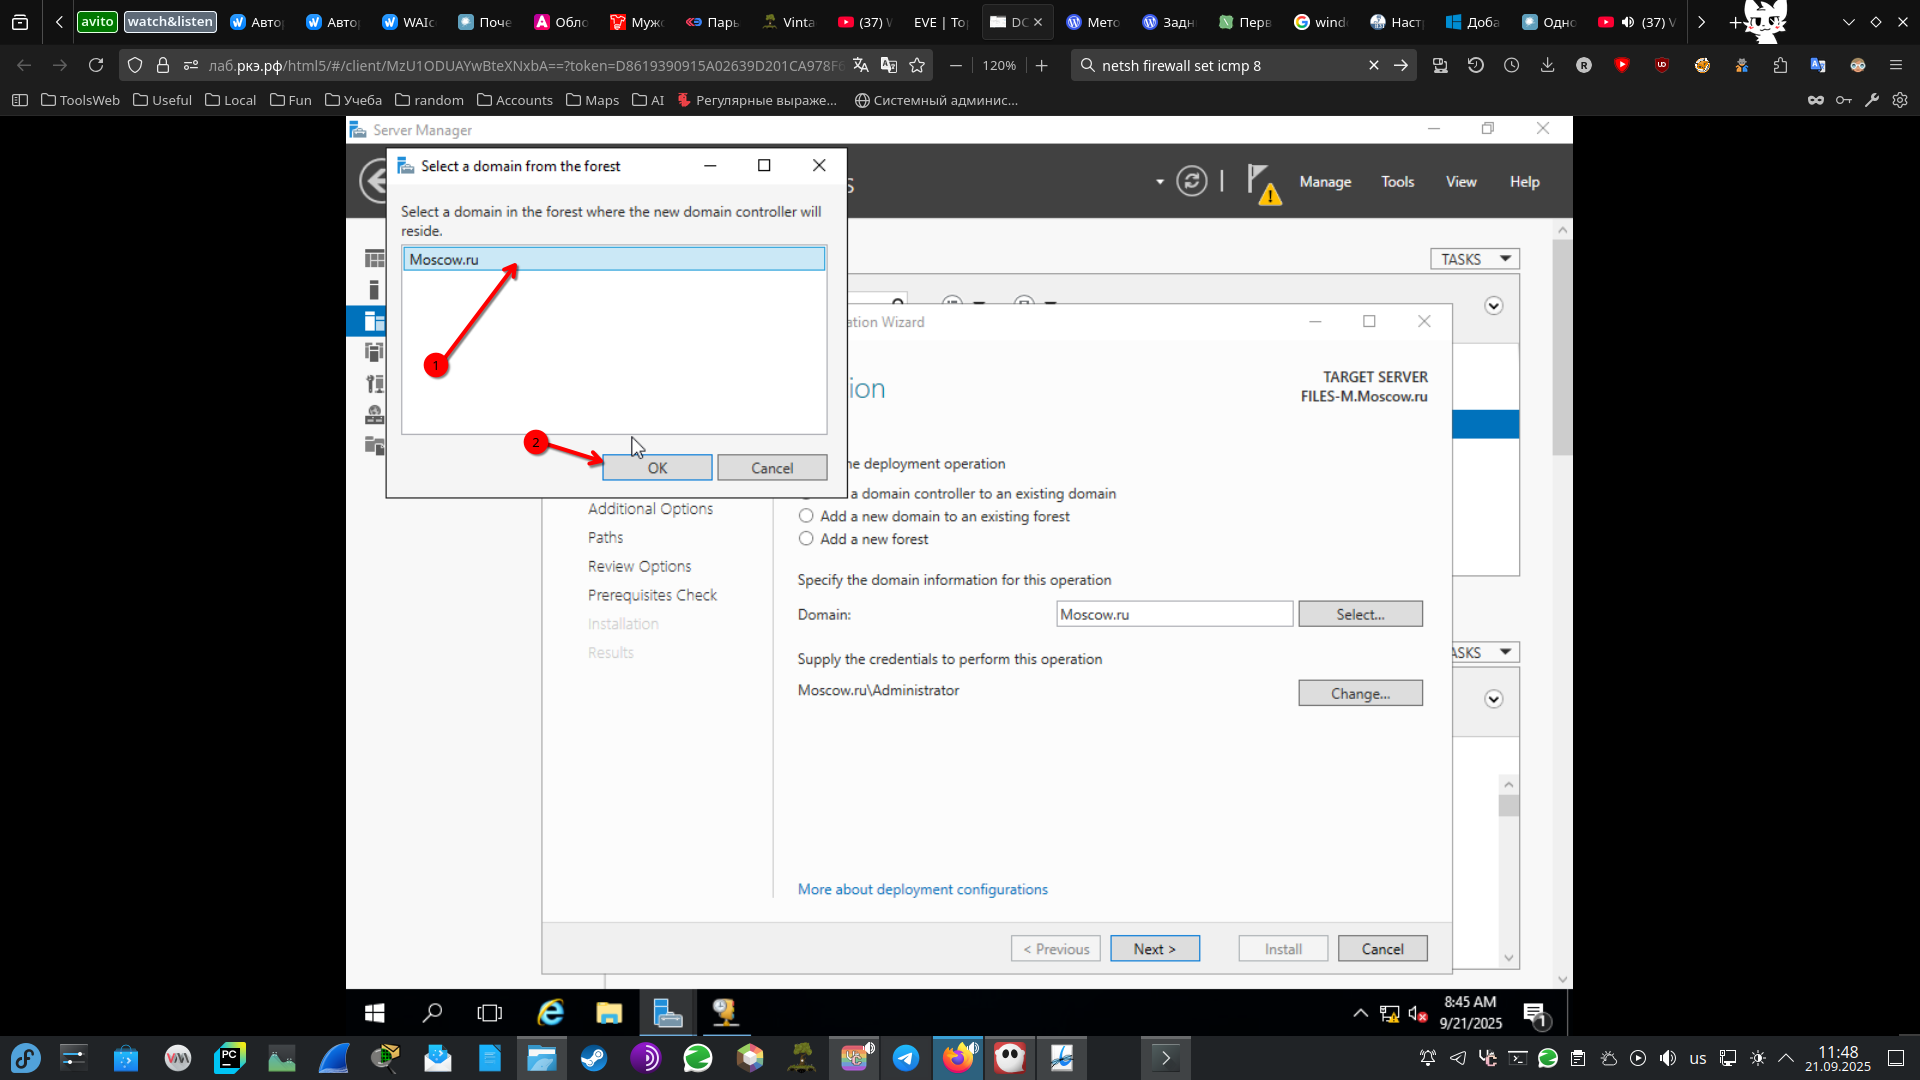 avito
watch&listen
Авто
Авто
WAIc
Поче
Обло
Мужс
Парь
Vinta
(37) V
EVE | To
DC
Мето
Задн
Перв
wind
Наст
Доба
Одно
(37) V
лаб.ркэ.рф/html5/#/client/MzU1ODUAYwBteXNxbA==?token=D8619390915A02639D201CA978F6
120%
netsh firewall set icmp 8
ToolsWeb
Useful
Local
Fun
Учеба
random
Accounts
Maps
AI
Регулярные выраже...
Системный админис...
Server Manager
Select a domain from the forest
Manage
Tools
View
Help
Select a domain in the forest where the new domain controller will
reside.
Moscow.ru
1
2
OK
Cancel
TASKS
ation Wizard
ion
TARGET SERVER
FILES-M.Moscow.ru
he deployment operation
a domain controller to an existing domain
Add a new domain to an existing forest
Add a new forest
Additional Options
Paths
Review Options
Prerequisites Check
Installation
Results
Specify the domain information for this operation
Domain:
Moscow.ru
Select...
Supply the credentials to perform this operation
Moscow.ru\Administrator
Change...
ASKS
More about deployment configurations
< Previous
Next >
Install
Cancel
8:45 AM
9/21/2025
1
PC
us
11:48
21.09.2025